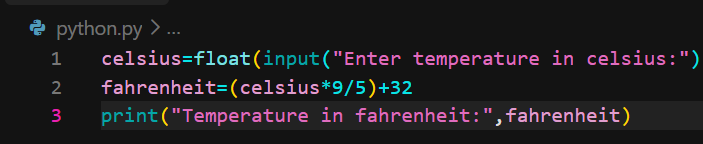 python.py > ...
1 celsius=float(input("Enter temperature in celsius:")
2 fahrenheit=(celsius*9/5)+32
3 print("Temperature in fahrenheit:",fahrenheit)